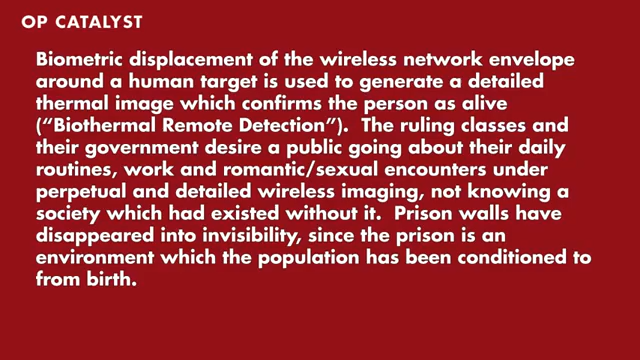 OP CATALYST
Biometric displacement of the wireless network envelope
around a human target is used to generate a detailed
thermal image which confirms the person as alive
(“Biothermal Remote Detection”).  The ruling classes and
their government desire a public going about their daily
routines, work and romantic/sexual encounters under
perpetual and detailed wireless imaging, not knowing a
society which had existed without it.  Prison walls have
disappeared into invisibility, since the prison is an
environment which the population has been conditioned to
from birth.